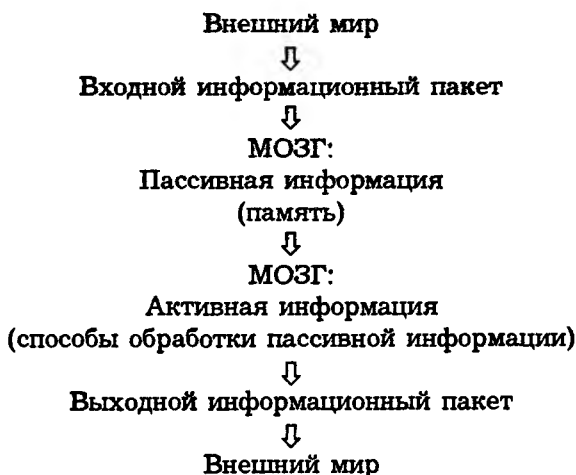 Внешний мир
⇩
Входной информационный пакет
⇩
МОЗГ:
Пассивная информация
(память)
⇩
МОЗГ:
Активная информация
(способы обработки пассивной информации)
⇩
Выходной информационный пакет
⇩
Внешний мир